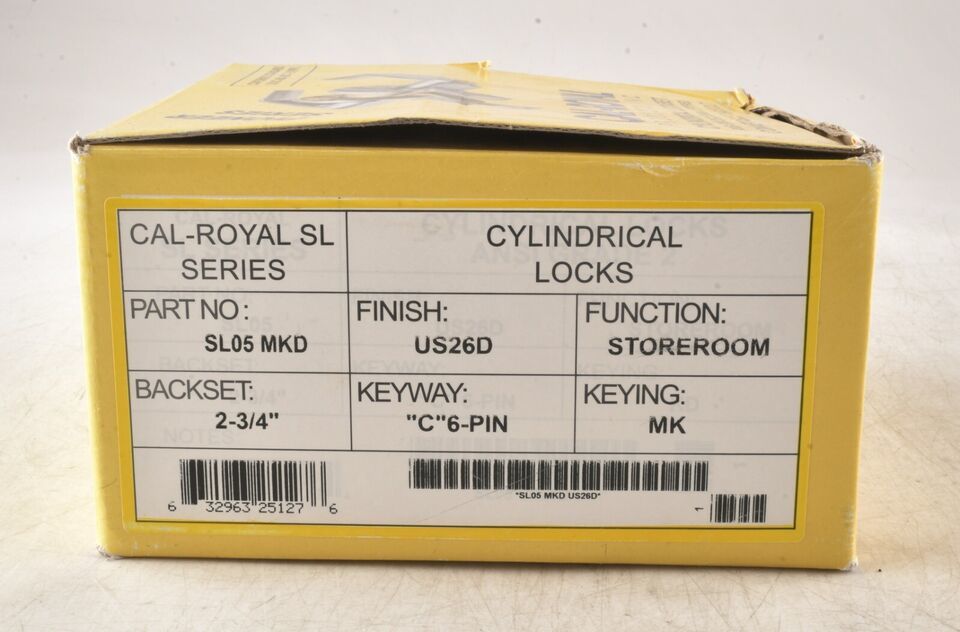 CAL-ROYAL SL
SERIES
CYLINDRICAL
LOCKS
PART NO:
SL05 MKD
FINISH:
US26D
FUNCTION:
STOREROOM
BACKSET:
2-3/4"
KEYWAY:
"C"6-PIN
KEYING:
MK
6 32963 25127 6
*SL05 MKD US26D*
1